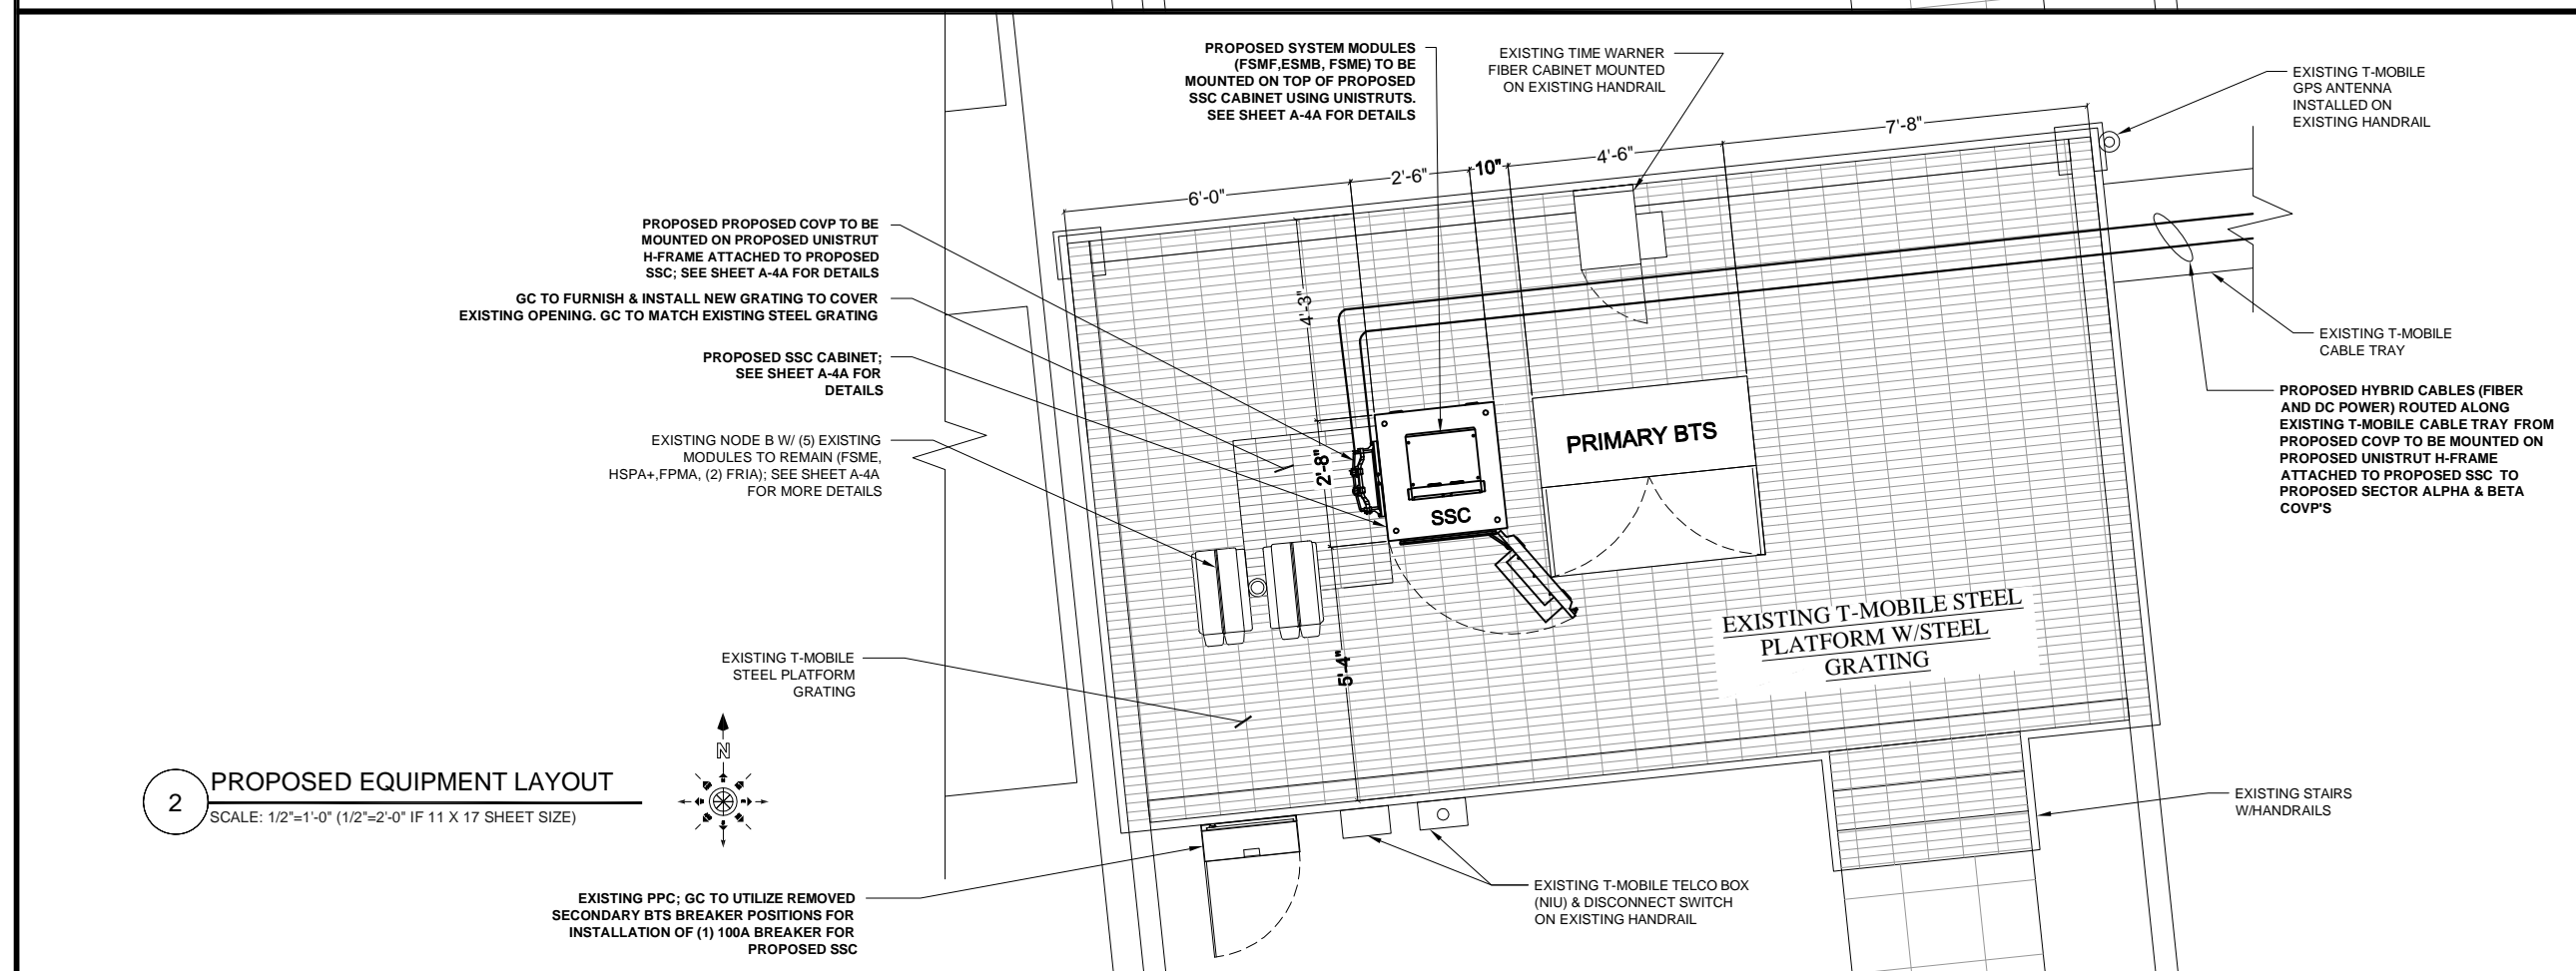 PROPOSED SYSTEM MODULES
(FSMF,ESMB, FSME) TO BE
MOUNTED ON TOP OF PROPOSED
SSC CABINET USING UNISTRUTS.
SEE SHEET A-4A FOR DETAILS
EXISTING TIME WARNER
FIBER CABINET MOUNTED
ON EXISTING HANDRAIL
EXISTING T-MOBILE
GPS ANTENNA
INSTALLED ON
EXISTING HANDRAIL
6'-0"
2'-6"
10"
4'-6"
7'-8"
PROPOSED PROPOSED COVP TO BE
MOUNTED ON PROPOSED UNISTRUT
H-FRAME ATTACHED TO PROPOSED
SSC; SEE SHEET A-4A FOR DETAILS
GC TO FURNISH & INSTALL NEW GRATING TO COVER
EXISTING OPENING. GC TO MATCH EXISTING STEEL GRATING
PROPOSED SSC CABINET;
SEE SHEET A-4A FOR
DETAILS
EXISTING NODE B W/ (5) EXISTING
MODULES TO REMAIN (FSME,
HSPA+,FPMA, (2) FRIA); SEE SHEET A-4A
FOR MORE DETAILS
EXISTING T-MOBILE
STEEL PLATFORM
GRATING
4'-3"
2'-8"
5'-4"
SSC
PRIMARY BTS
EXISTING T-MOBILE STEEL
PLATFORM W/STEEL
GRATING
EXISTING T-MOBILE
CABLE TRAY
PROPOSED HYBRID CABLES (FIBER
AND DC POWER) ROUTED ALONG
EXISTING T-MOBILE CABLE TRAY FROM
PROPOSED COVP TO BE MOUNTED ON
PROPOSED UNISTRUT H-FRAME
ATTACHED TO PROPOSED SSC TO
PROPOSED SECTOR ALPHA & BETA
COVP'S
EXISTING STAIRS
W/HANDRAILS
EXISTING T-MOBILE TELCO BOX
(NIU) & DISCONNECT SWITCH
ON EXISTING HANDRAIL
EXISTING PPC; GC TO UTILIZE REMOVED
SECONDARY BTS BREAKER POSITIONS FOR
INSTALLATION OF (1) 100A BREAKER FOR
PROPOSED SSC
N
2
PROPOSED EQUIPMENT LAYOUT
SCALE: 1/2"=1'-0" (1/2"=2'-0" IF 11 X 17 SHEET SIZE)